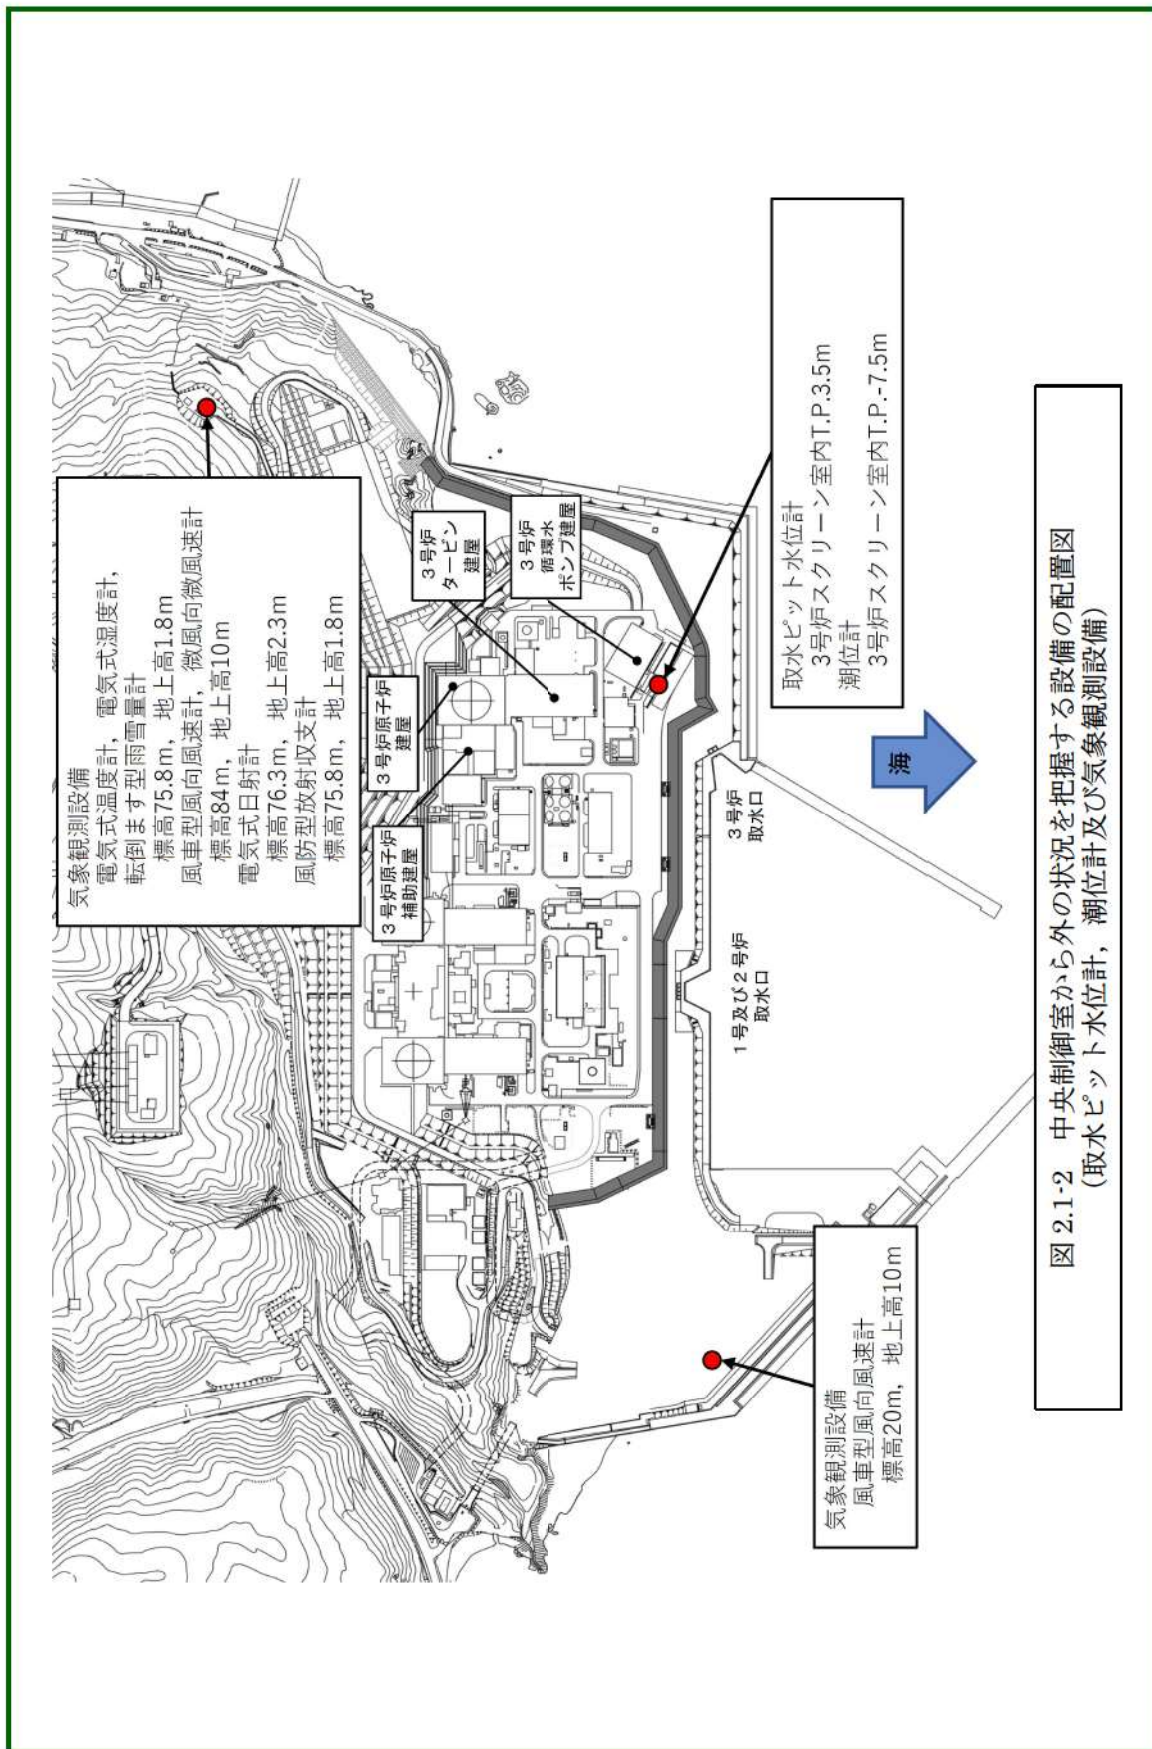 気象観測設備
電気式温度計，電気式湿度計，
転倒ます型雨雪量計
標高75.8m，地上高1.8m
風車型風向風速計，微風向微風速計
標高84m，地上高10m
電気式日射計
標高76.3m，地上高2.3m
風防型放射収支計
標高75.8m，地上高1.8m
3号炉原子炉
補助建屋
3号炉原子炉
建屋
3号炉
タービン
建屋
3号炉
循環水
ポンプ建屋
1号及び2号炉
取水口
3号炉
取水口
海
取水ピット水位計
3号炉スクリーン室内T.P.3.5m
潮位計
3号炉スクリーン室内T.P.-7.5m
気象観測設備
風車型風向風速計
標高20m，地上高10m
図 2.1-2　中央制御室から外の状況を把握する設備の配置図
（取水ピット水位計，潮位計及び気象観測設備）